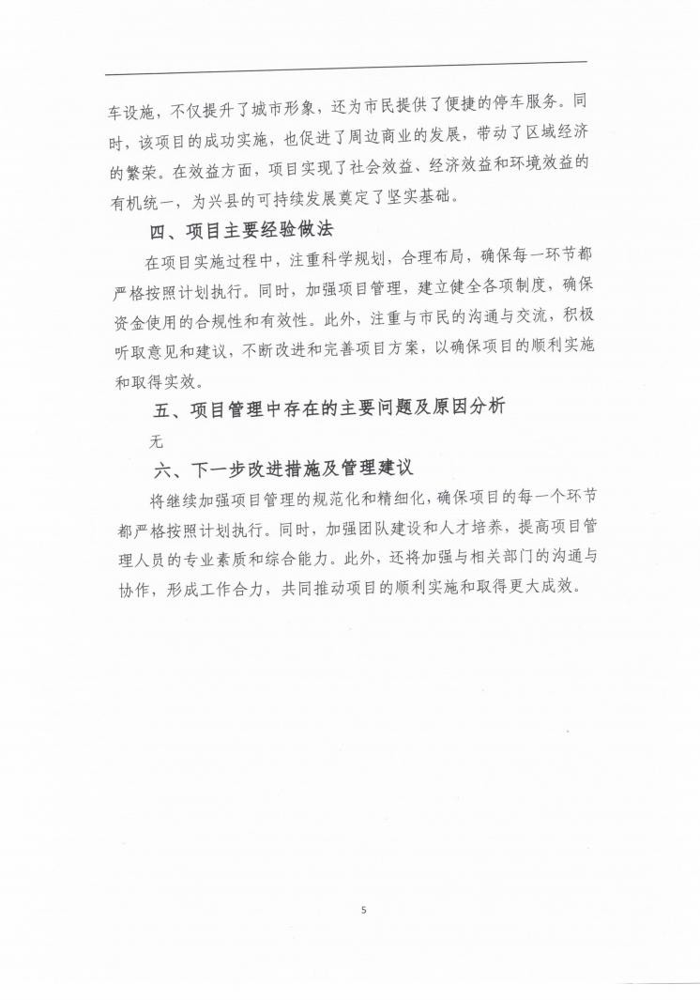 车设施，不仅提升了城市形象，还为市民提供了便捷的停车服务。同
时，该项目的成功实施，也促进了周边商业的发展，带动了区域经济
的繁荣。在效益方面，项目实现了社会效益、经济效益和环境效益的
有机统一，为兴县的可持续发展奠定了坚实基础。
四、项目主要经验做法
在项目实施过程中，注重科学规划，合理布局，确保每一环节都
严格按照计划执行。同时，加强项目管理，建立健全各项制度，确保
资金使用的合规性和有效性。此外，注重与市民的沟通与交流，积极
听取意见和建议，不断改进和完善项目方案，以确保项目的顺利实施
和取得实效。
五、项目管理中存在的主要问题及原因分析
无
六、下一步改进措施及管理建议
将继续加强项目管理的规范化和精细化，确保项目的每一个环节
都严格按照计划执行。同时，加强团队建设和人才培养，提高项目管
理人员的专业素质和综合能力。此外，还将加强与相关部门的沟通与
协作，形成工作合力，共同推动项目的顺利实施和取得更大成效。
5